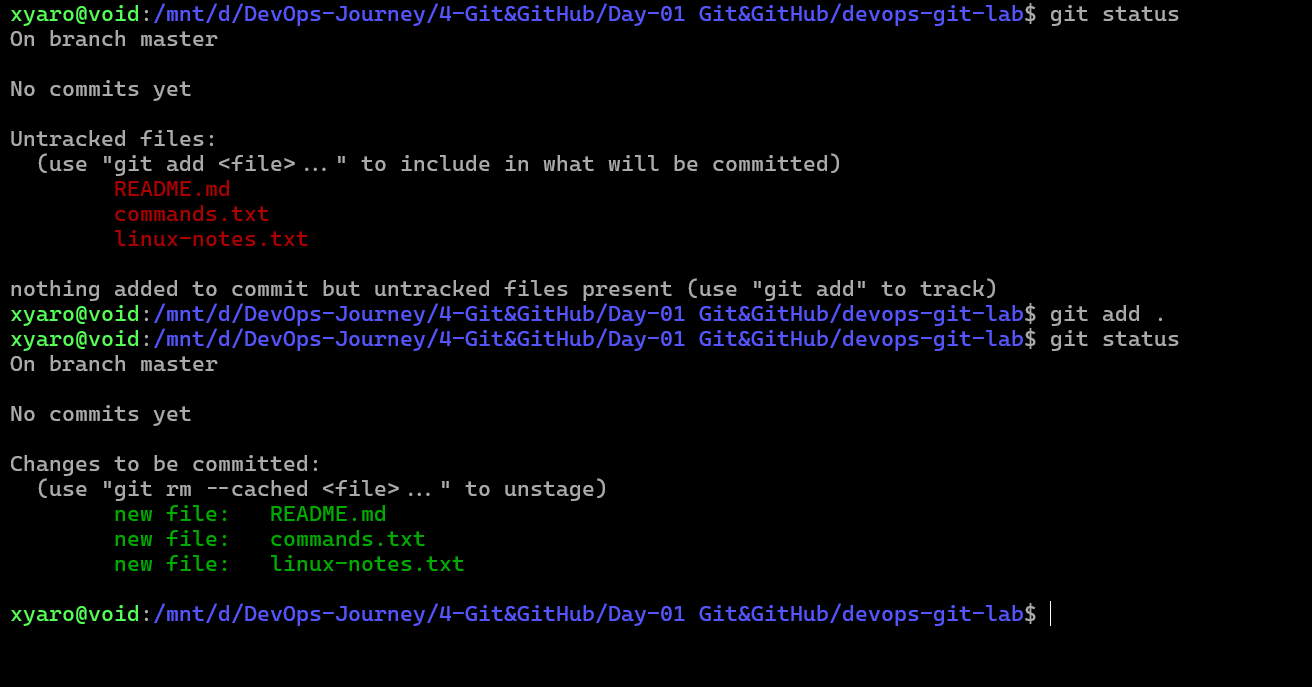 xyaro@void:/mnt/d/DevOps-Journey/4-Git&GitHub/Day-01 Git&GitHub/devops-git-lab$ git status
On branch master

No commits yet

Untracked files:
  (use "git add <file>..." to include in what will be committed)
        README.md
        commands.txt
        linux-notes.txt

nothing added to commit but untracked files present (use "git add" to track)
xyaro@void:/mnt/d/DevOps-Journey/4-Git&GitHub/Day-01 Git&GitHub/devops-git-lab$ git add .
xyaro@void:/mnt/d/DevOps-Journey/4-Git&GitHub/Day-01 Git&GitHub/devops-git-lab$ git status
On branch master

No commits yet

Changes to be committed:
  (use "git rm --cached <file>..." to unstage)
        new file:   README.md
        new file:   commands.txt
        new file:   linux-notes.txt

xyaro@void:/mnt/d/DevOps-Journey/4-Git&GitHub/Day-01 Git&GitHub/devops-git-lab$